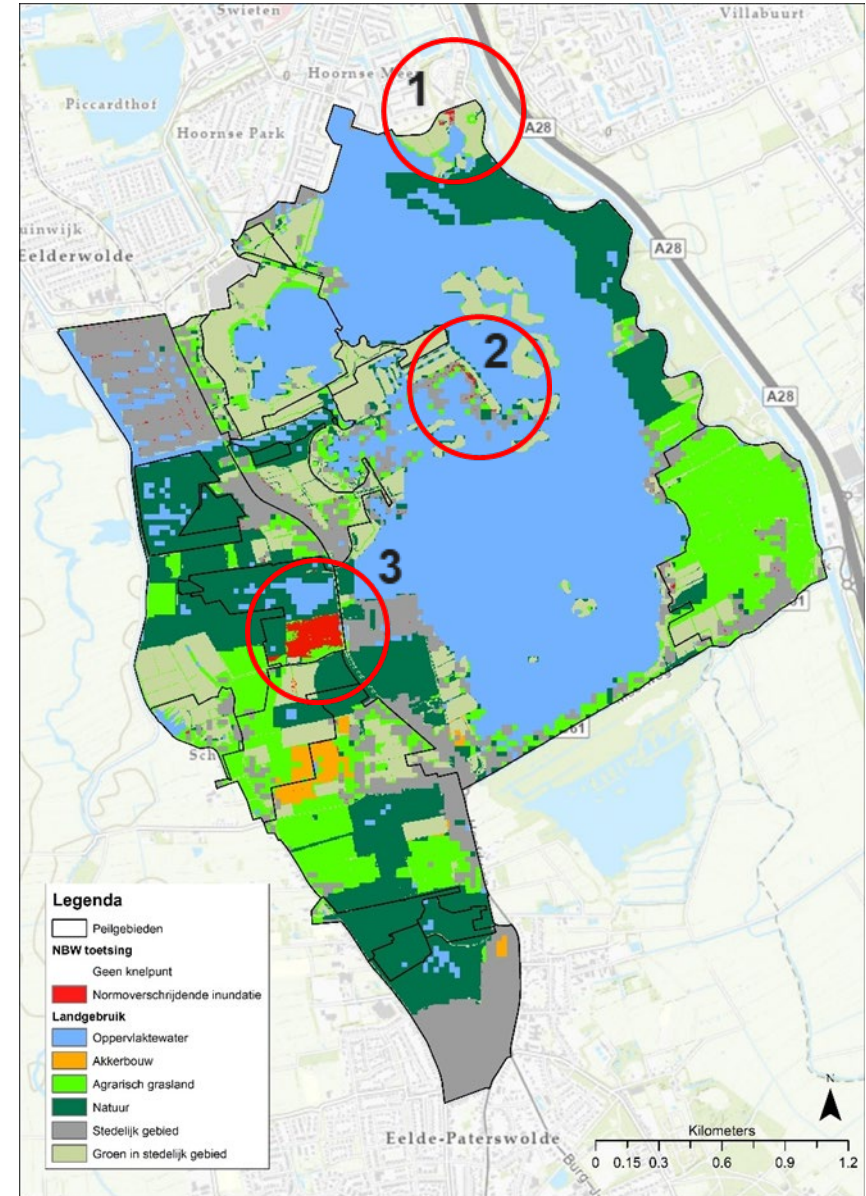 Swieten
Villabuurt
1
Piccardthof
A28
Hoornse Park
Eelderwolde
A28
2
A28
3
Legenda
Peilgebieden
NBW toetsing
Geen knelpunt
Normoverschrijdende inundatie
Landgebruik
Oppervlaktewater
Akkerbouw
Agrarisch grasland
Natuur
Stedelijk gebied
Groen in stedelijk gebied
N
Kilometers
Eelde-Paterswolde
0 0.15 0.3 0.6 0.9 1.2